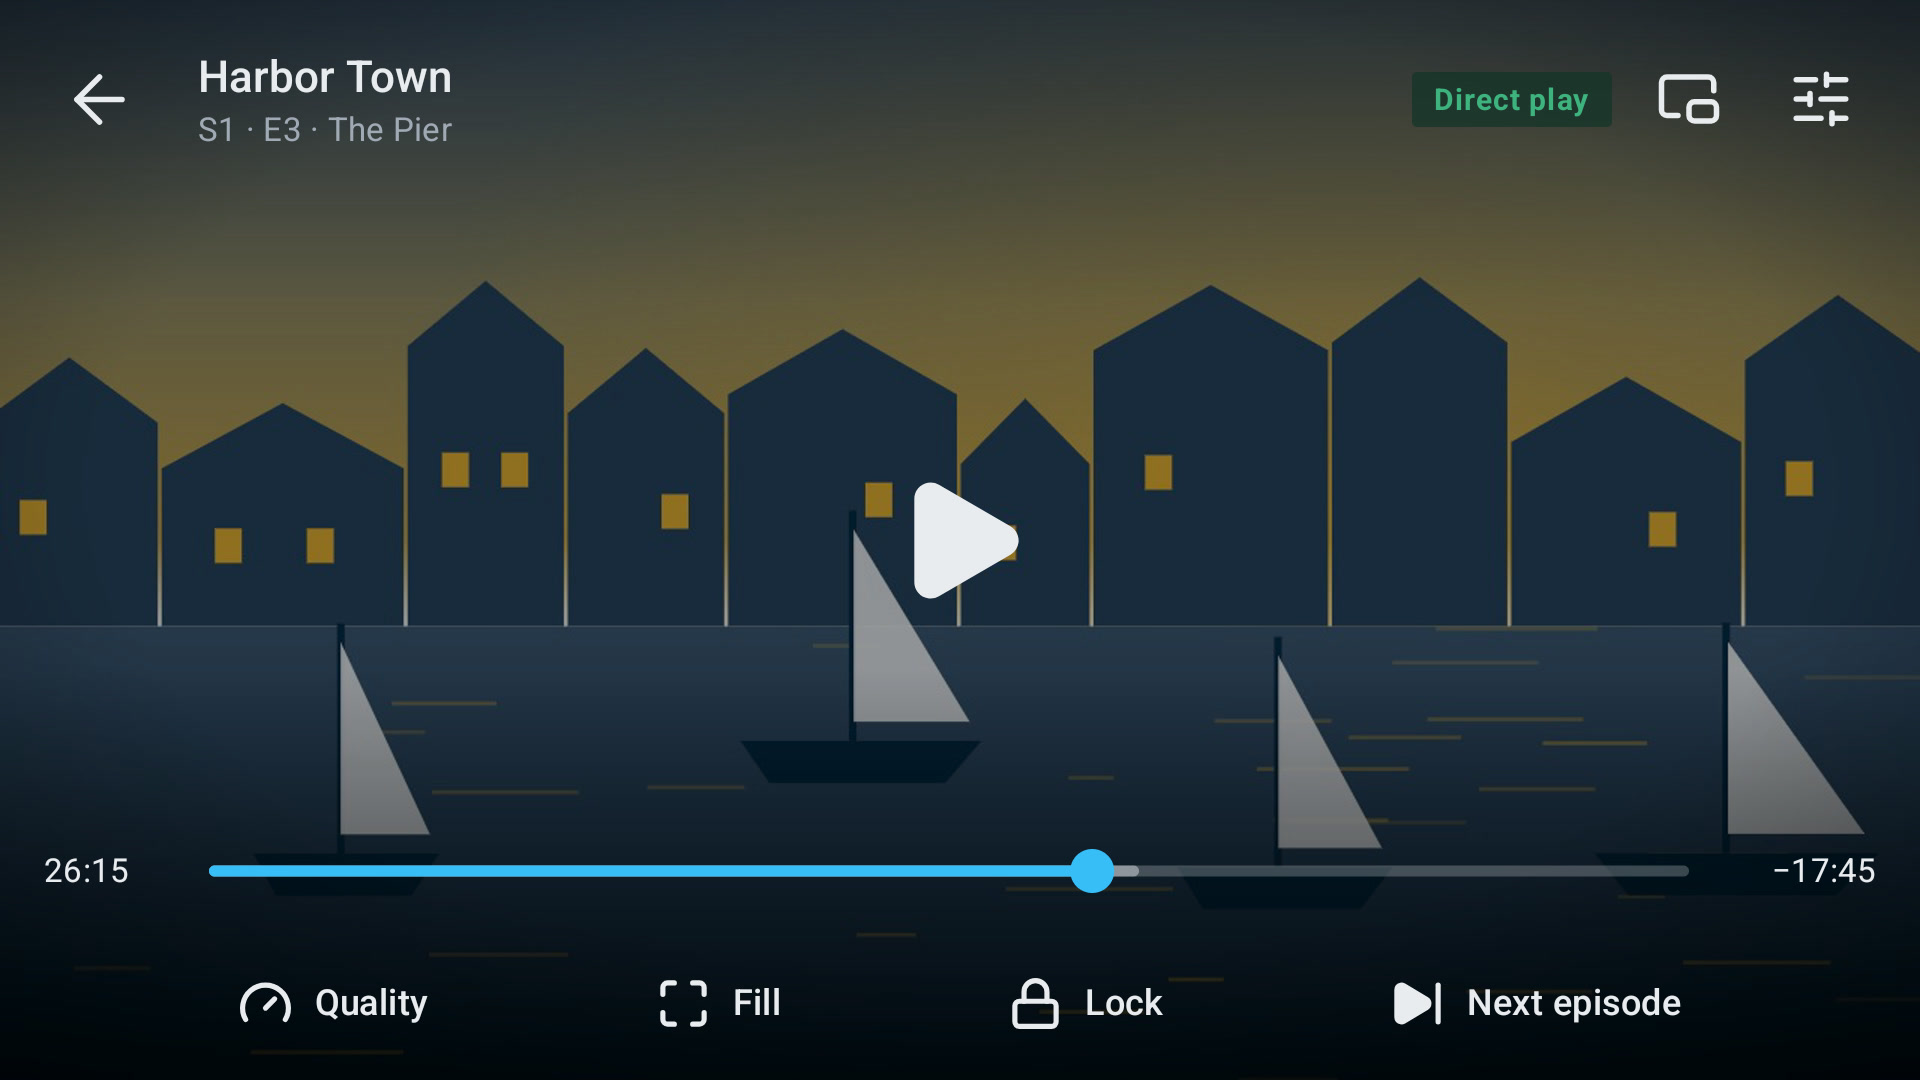 Harbor Town
S1 · E3 · The Pier
Direct play
26:15
−17:45
Quality
Fill
Lock
Next episode